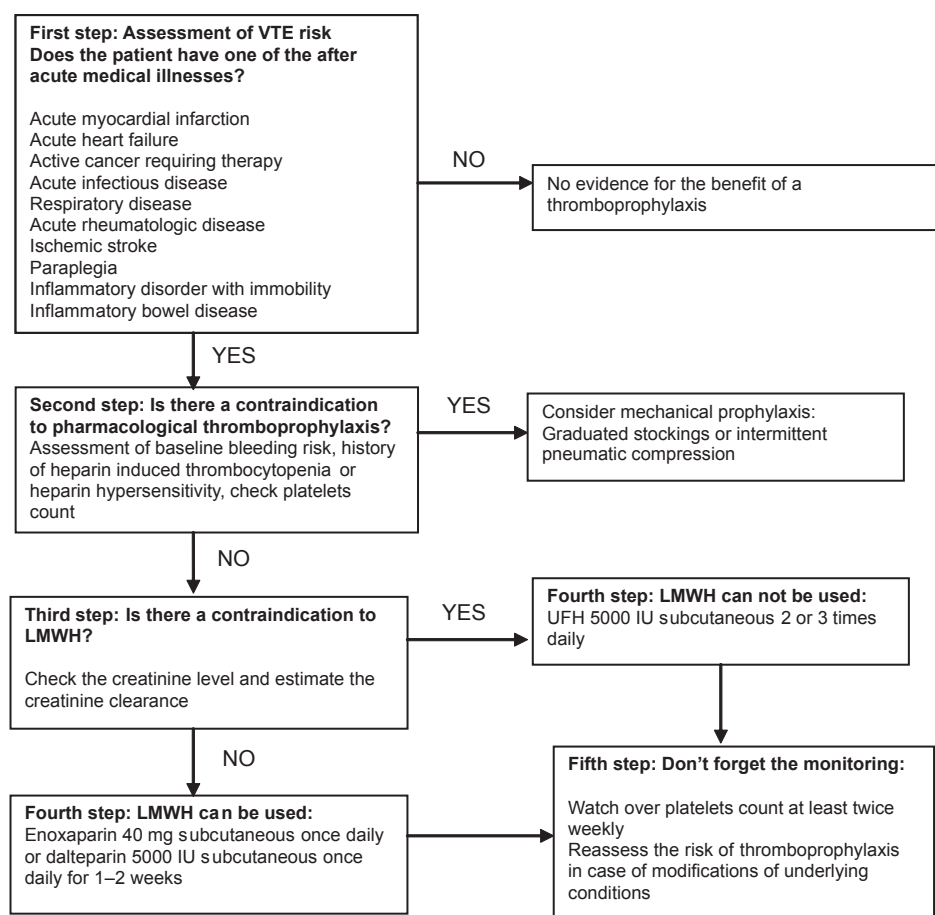 First step: Assessment of VTE risk
Does the patient have one of the after
acute medical illnesses?
Acute myocardial infarction
Acute heart failure
Active cancer requiring therapy
Acute infectious disease
Respiratory disease
Acute rheumatologic disease
Ischemic stroke
Paraplegia
Inflammatory disorder with immobility
Inflammatory bowel disease
NO
No evidence for the benefit of a
thromboprophylaxis
YES
Second step: Is there a contraindication
to pharmacological thromboprophylaxis?
Assessment of baseline bleeding risk, history
of heparin induced thrombocytopenia or
heparin hypersensitivity, check platelets
count
YES
Consider mechanical prophylaxis:
Graduated stockings or intermittent
pneumatic compression
NO
Third step: Is there a contraindication to
LMWH?
Check the creatinine level and estimate the
creatinine clearance
YES
Fourth step: LMWH can not be used:
UFH 5000 IU subcutaneous 2 or 3 times
daily
NO
Fourth step: LMWH can be used:
Enoxaparin 40 mg subcutaneous once daily
or dalteparin 5000 IU subcutaneous once
daily for 1–2 weeks
Fifth step: Don’t forget the monitoring:
Watch over platelets count at least twice
weekly
Reassess the risk of thromboprophylaxis
in case of modifications of underlying
conditions